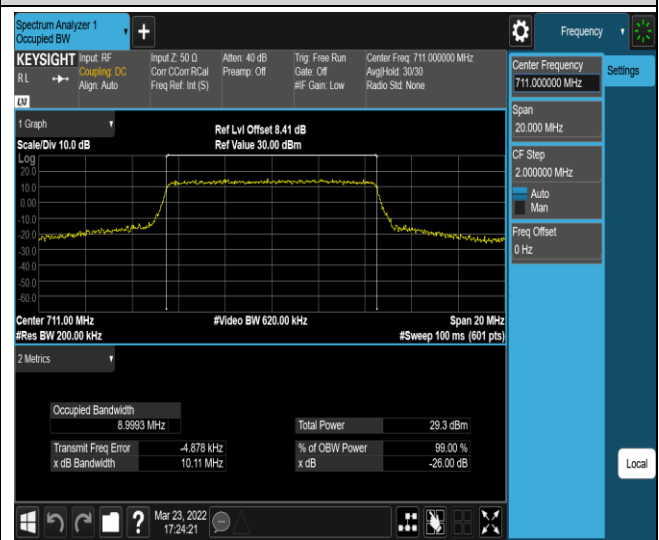 Spectrum Analyzer 1
Occupied BW
+
Frequency
KEYSIGHT
RL
LXI
Input: RF
Coupling: DC
Align: Auto
Input Z: 50 Ω
Corr CCorr RCal
Freq Ref: Int (S)
Atten: 40 dB
Preamp: Off
Trig: Free Run
Gate: Off
#IF Gain: Low
Center Freq: 711.000000 MHz
Avg|Hold: 30/30
Radio Std: None
Center Frequency
711.000000 MHz
Settings
Span
20.000 MHz
CF Step
2.000000 MHz
Auto
Man
Freq Offset
0 Hz
1 Graph
Scale/Div 10.0 dB
Ref Lvl Offset 8.41 dB
Ref Value 30.00 dBm
Log
20.0
10.0
0.00
-10.0
-20.0
-30.0
-40.0
-50.0
-60.0
Center 711.00 MHz
#Res BW 200.00 kHz
#Video BW 620.00 kHz
Span 20 MHz
#Sweep 100 ms (601 pts)
2 Metrics
Occupied Bandwidth
8.9993 MHz
Total Power 29.3 dBm
Transmit Freq Error -4.878 kHz
% of OBW Power 99.00 %
x dB Bandwidth 10.11 MHz
x dB -26.00 dB
Local
?
Mar 23, 2022
17:24:21